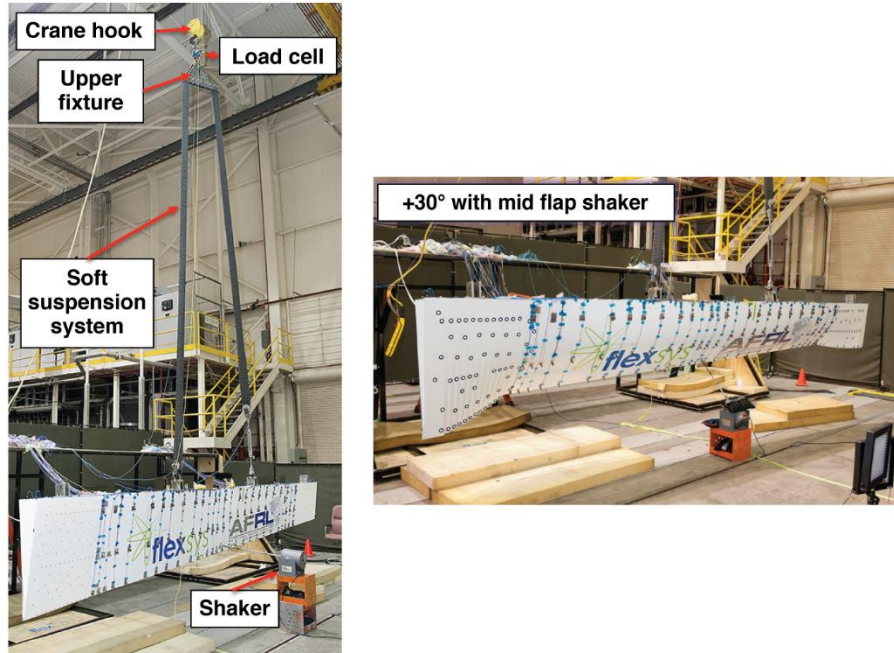 Crane hook
Load cell
Upper
fixture
Soft
suspension
system
flexsys
AFRL
Shaker
+30° with mid flap shaker
flexsys
AFRL